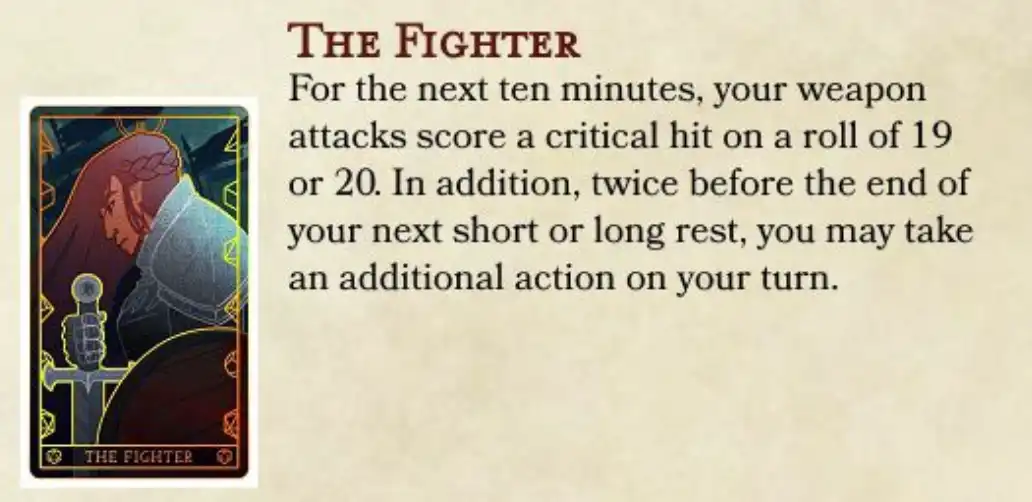 The Fighter
For the next ten minutes, your weapon
attacks score a critical hit on a roll of 19
or 20. In addition, twice before the end of
your next short or long rest, you may take
an additional action on your turn.
THE FIGHTER